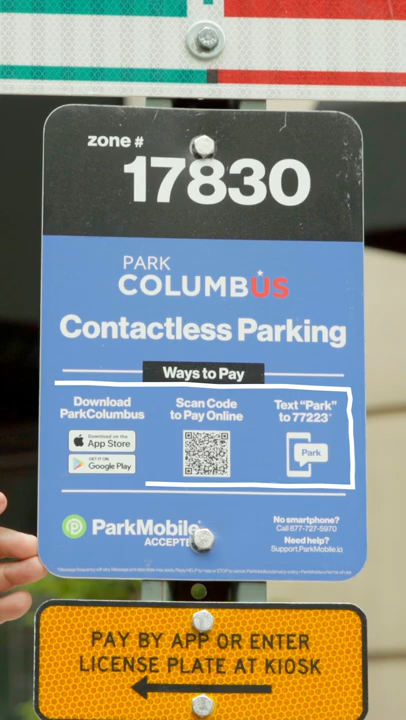 zone #
17830
PARK
COLUMBUS
Contactless Parking
Ways to Pay
Download
ParkColumbus
Download on the
App Store
GET IT ON
Google Play
Scan Code
to Pay Online
Text "Park"
to 77223*
Park
ParkMobile
ACCEPT
No smartphone?
Call 877-727-5970
Need help?
Support.ParkMobile.io
PAY BY APP OR ENTER
LICENSE PLATE AT KIOSK